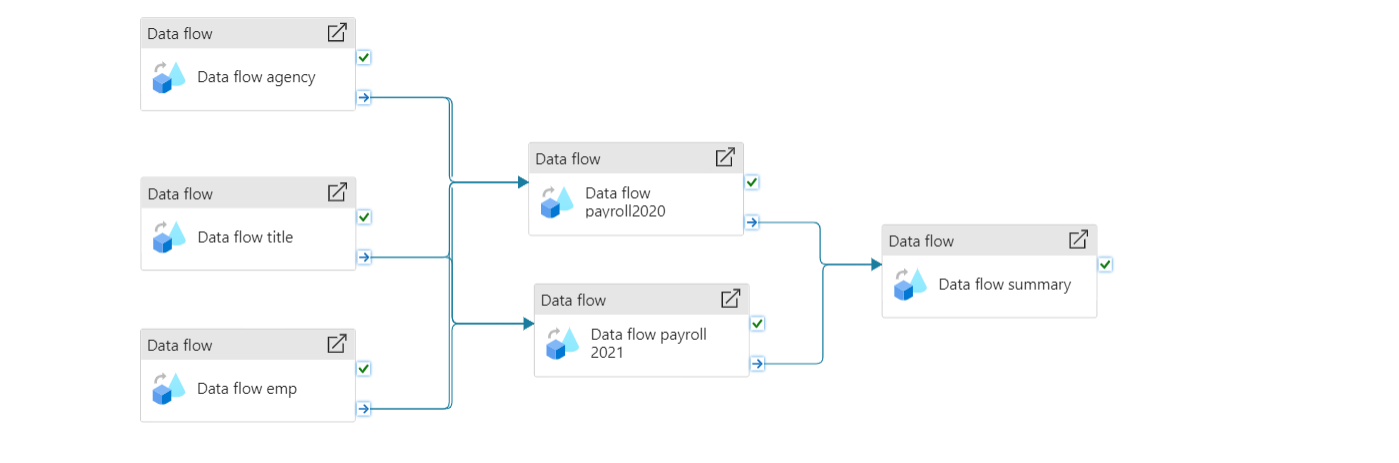 Data flow
Data flow agency
Data flow
Data flow title
Data flow
Data flow emp
Data flow
Data flow
payroll2020
Data flow
Data flow payroll
2021
Data flow
Data flow summary